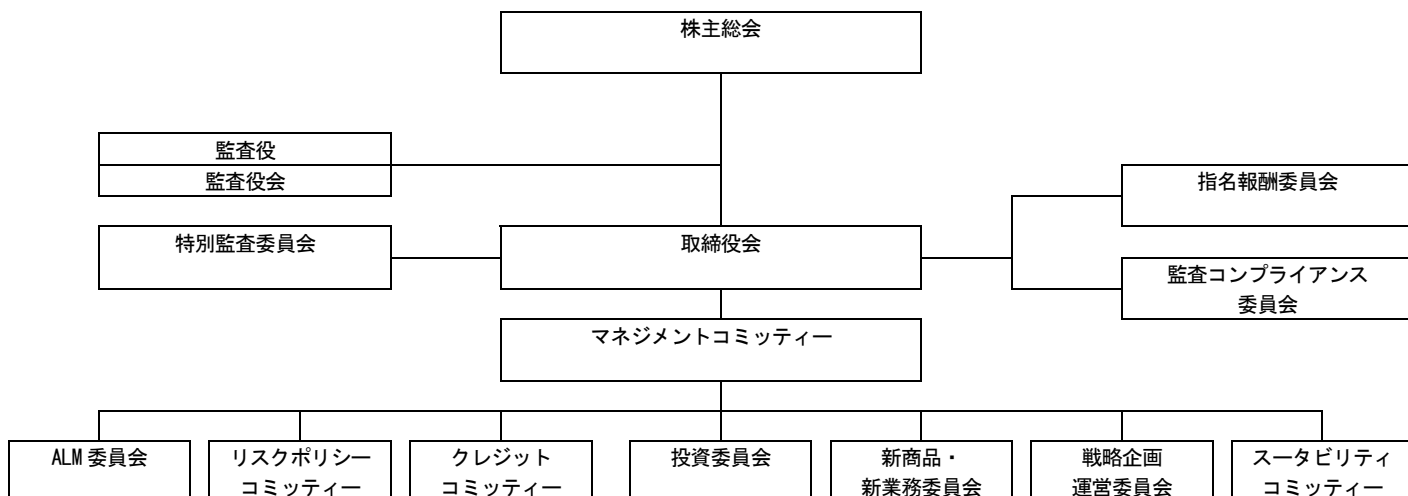 株主総会
監査役
監査役会
指名報酬委員会
特別監査委員会
取締役会
監査コンプライアンス
委員会
マネジメントコミッティー
ALM 委員会
リスクポリシー
コミッティー
クレジット
コミッティー
投資委員会
新商品・
新業務委員会
戦略企画
運営委員会
スータビリティ
コミッティー